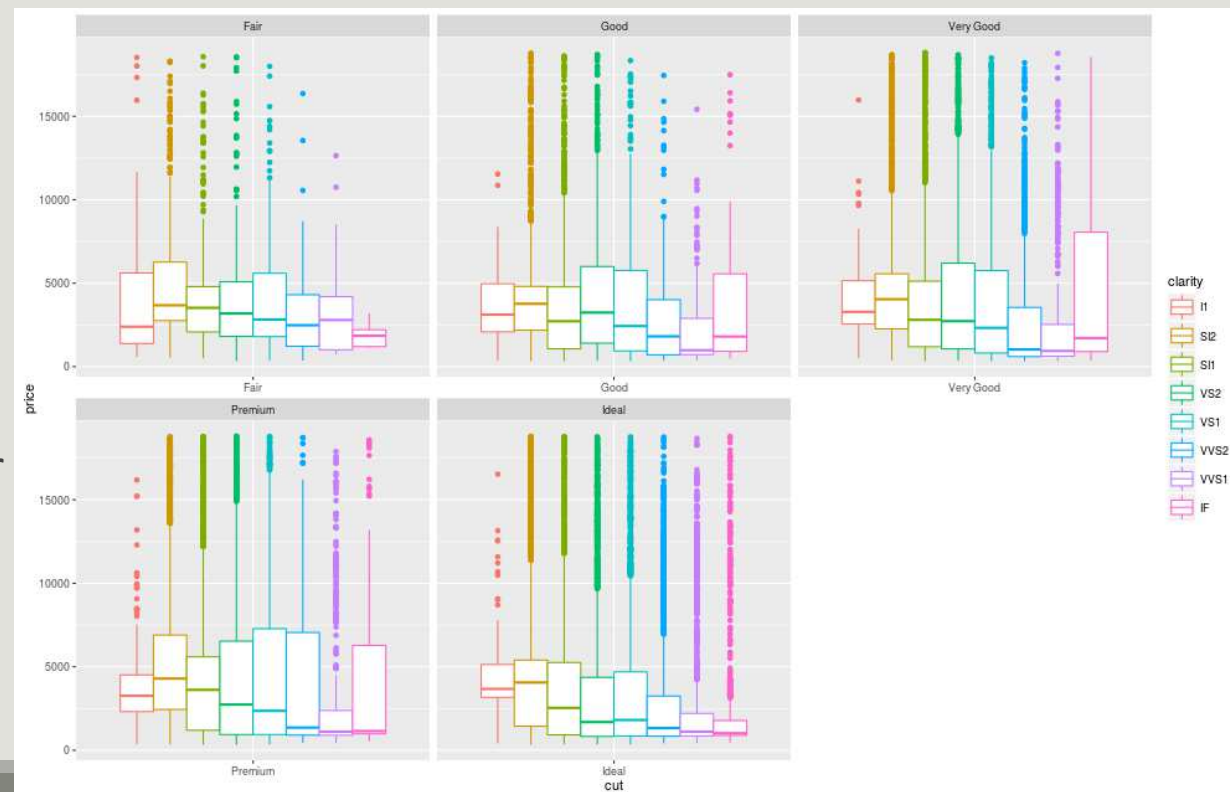 Fair
Good
Very Good
15000
10000
5000
0
Fair
Good
Very Good
price
Premium
Ideal
15000
10000
5000
0
Premium
Ideal
cut
clarity
I1
SI2
SI1
VS2
VS1
VVS2
VVS1
IF